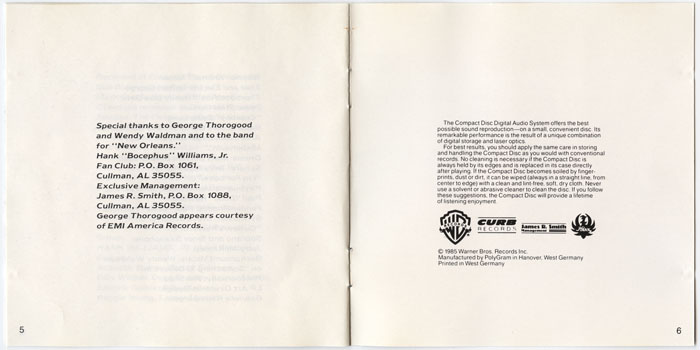 Special thanks to George Thorogood
and Wendy Waldman and to the band
for "New Orleans."
Hank "Bocephus" Williams, Jr.
Fan Club: P.O. Box 1061,
Cullman, AL 35055.
Exclusive Management:
James R. Smith, P.O. Box 1088,
Cullman, AL 35055.
George Thorogood appears courtesy
of EMI America Records.
5
The Compact Disc Digital Audio System offers the best
possible sound reproduction—on a small, convenient disc. Its
remarkable performance is the result of a unique combination
of digital storage and laser optics.
For best results, you should apply the same care in storing
and handling the Compact Disc as you would with conventional
records. No cleaning is necessary if the Compact Disc is
always held by its edges and is replaced in its case directly
after playing. If the Compact Disc becomes soiled by finger-
prints, dust or dirt, it can be wiped (always in a straight line, from
center to edge) with a clean and lint free, soft, dry cloth. Never
use a solvent or abrasive cleaner to clean the disc. If you follow
these suggestions, the Compact Disc will provide a lifetime
of listening enjoyment.
CURB
RECORDS
James R. Smith
Management
© 1985 Warner Bros. Records Inc.
Manufactured by PolyGram in Hanover, West Germany
Printed in West Germany
6